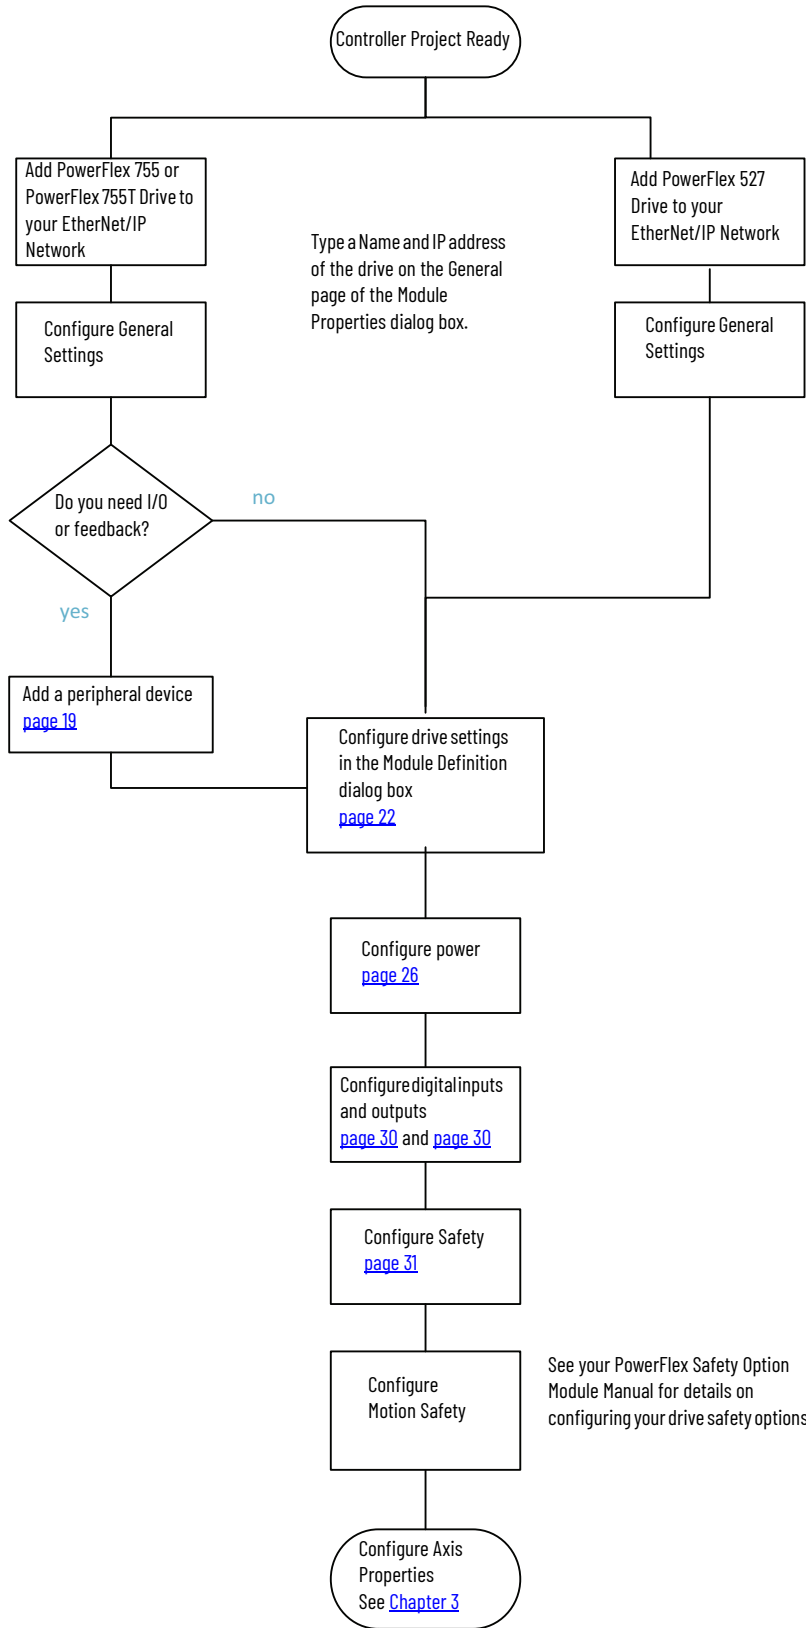 Controller Project Ready
Add PowerFlex 755 or
PowerFlex 755T Drive to
your EtherNet/IP
Network
Add PowerFlex 527
Drive to your
EtherNet/IP Network
Type a Name and IP address
of the drive on the General
page of the Module
Properties dialog box.
Configure General
Settings
Configure General
Settings
Do you need I/O
or feedback?
no
yes
Add a peripheral device
page 19
Configure drive settings
in the Module Definition
dialog box
page 22
Configure power
page 26
Configure digital inputs
and outputs
page 30 and page 30
Configure Safety
page 31
Configure
Motion Safety
See your PowerFlex Safety Option
Module Manual for details on
configuring your drive safety options
Configure Axis
Properties
See Chapter 3